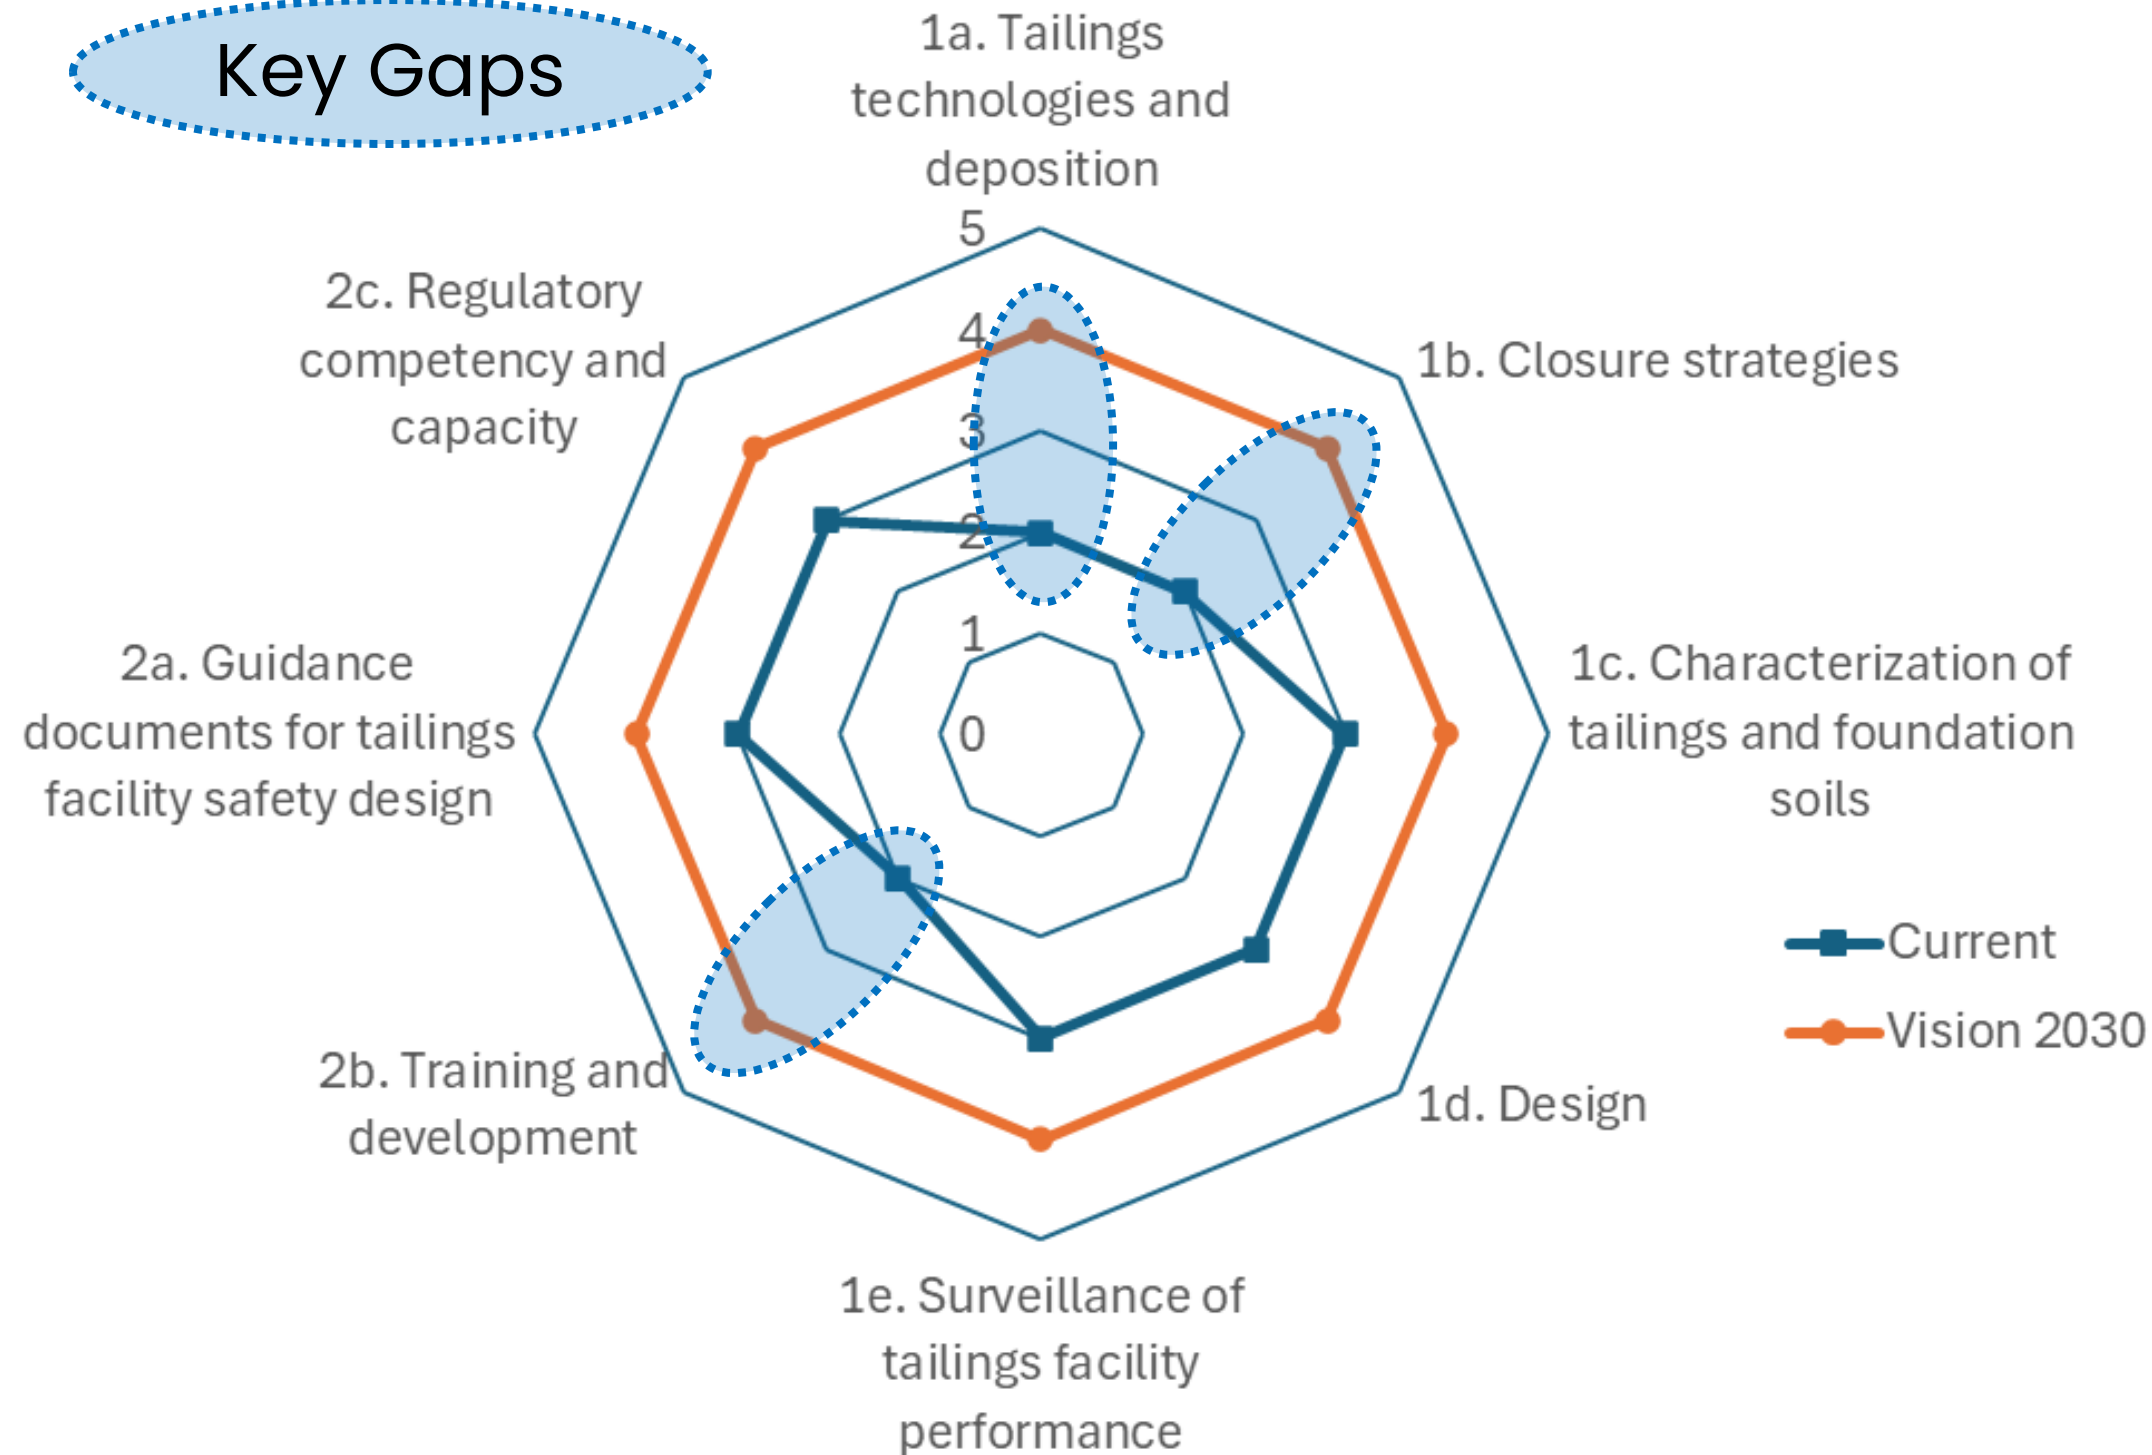 Key Gaps
1a. Tailings
technologies and
deposition
5
4
3
2
1
0
1b. Closure strategies
1c. Characterization of
tailings and foundation
soils
1d. Design
1e. Surveillance of
tailings facility
performance
2b. Training and
development
2a. Guidance
documents for tailings
facility safety design
2c. Regulatory
competency and
capacity
Current
Vision 2030